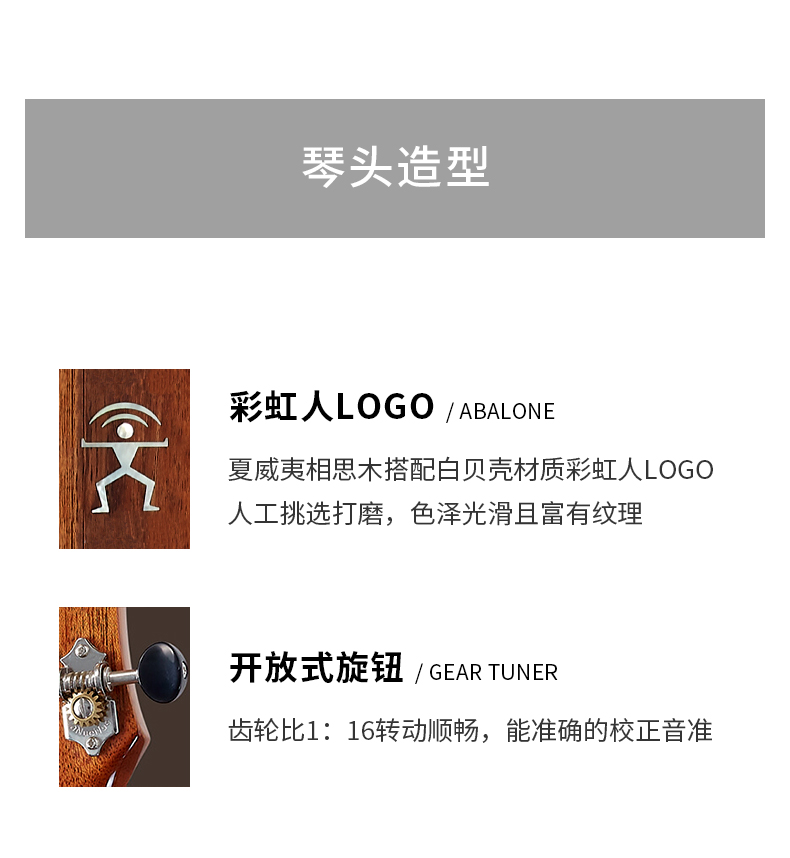 琴头造型
彩虹人LOGO / ABALONE
夏威夷相思木搭配白贝壳材质彩虹人LOGO
人工挑选打磨，色泽光滑且富有纹理
开放式旋钮 / GEAR TUNER
齿轮比1：16转动顺畅，能准确的校正音准